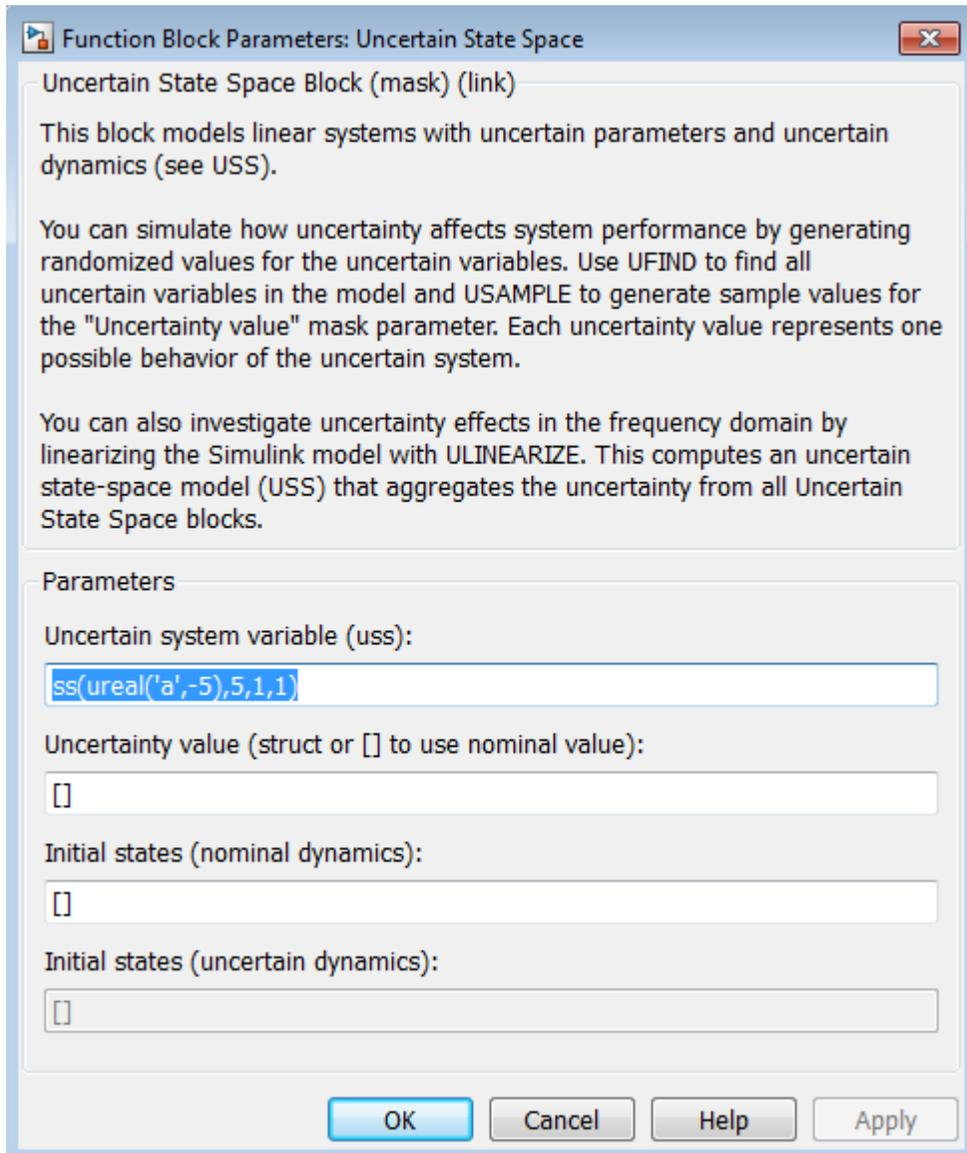 Function Block Parameters: Uncertain State Space
Uncertain State Space Block (mask) (link)
This block models linear systems with uncertain parameters and uncertain
dynamics (see USS).
You can simulate how uncertainty affects system performance by generating
randomized values for the uncertain variables. Use UFIND to find all
uncertain variables in the model and USAMPLE to generate sample values for
the "Uncertainty value" mask parameter. Each uncertainty value represents one
possible behavior of the uncertain system.
You can also investigate uncertainty effects in the frequency domain by
linearizing the Simulink model with ULINEARIZE. This computes an uncertain
state-space model (USS) that aggregates the uncertainty from all Uncertain
State Space blocks.
Parameters
Uncertain system variable (uss):
ss(ureal('a',-5),5,1,1)
Uncertainty value (struct or [] to use nominal value):
[]
Initial states (nominal dynamics):
[]
Initial states (uncertain dynamics):
[]
OK Cancel Help Apply